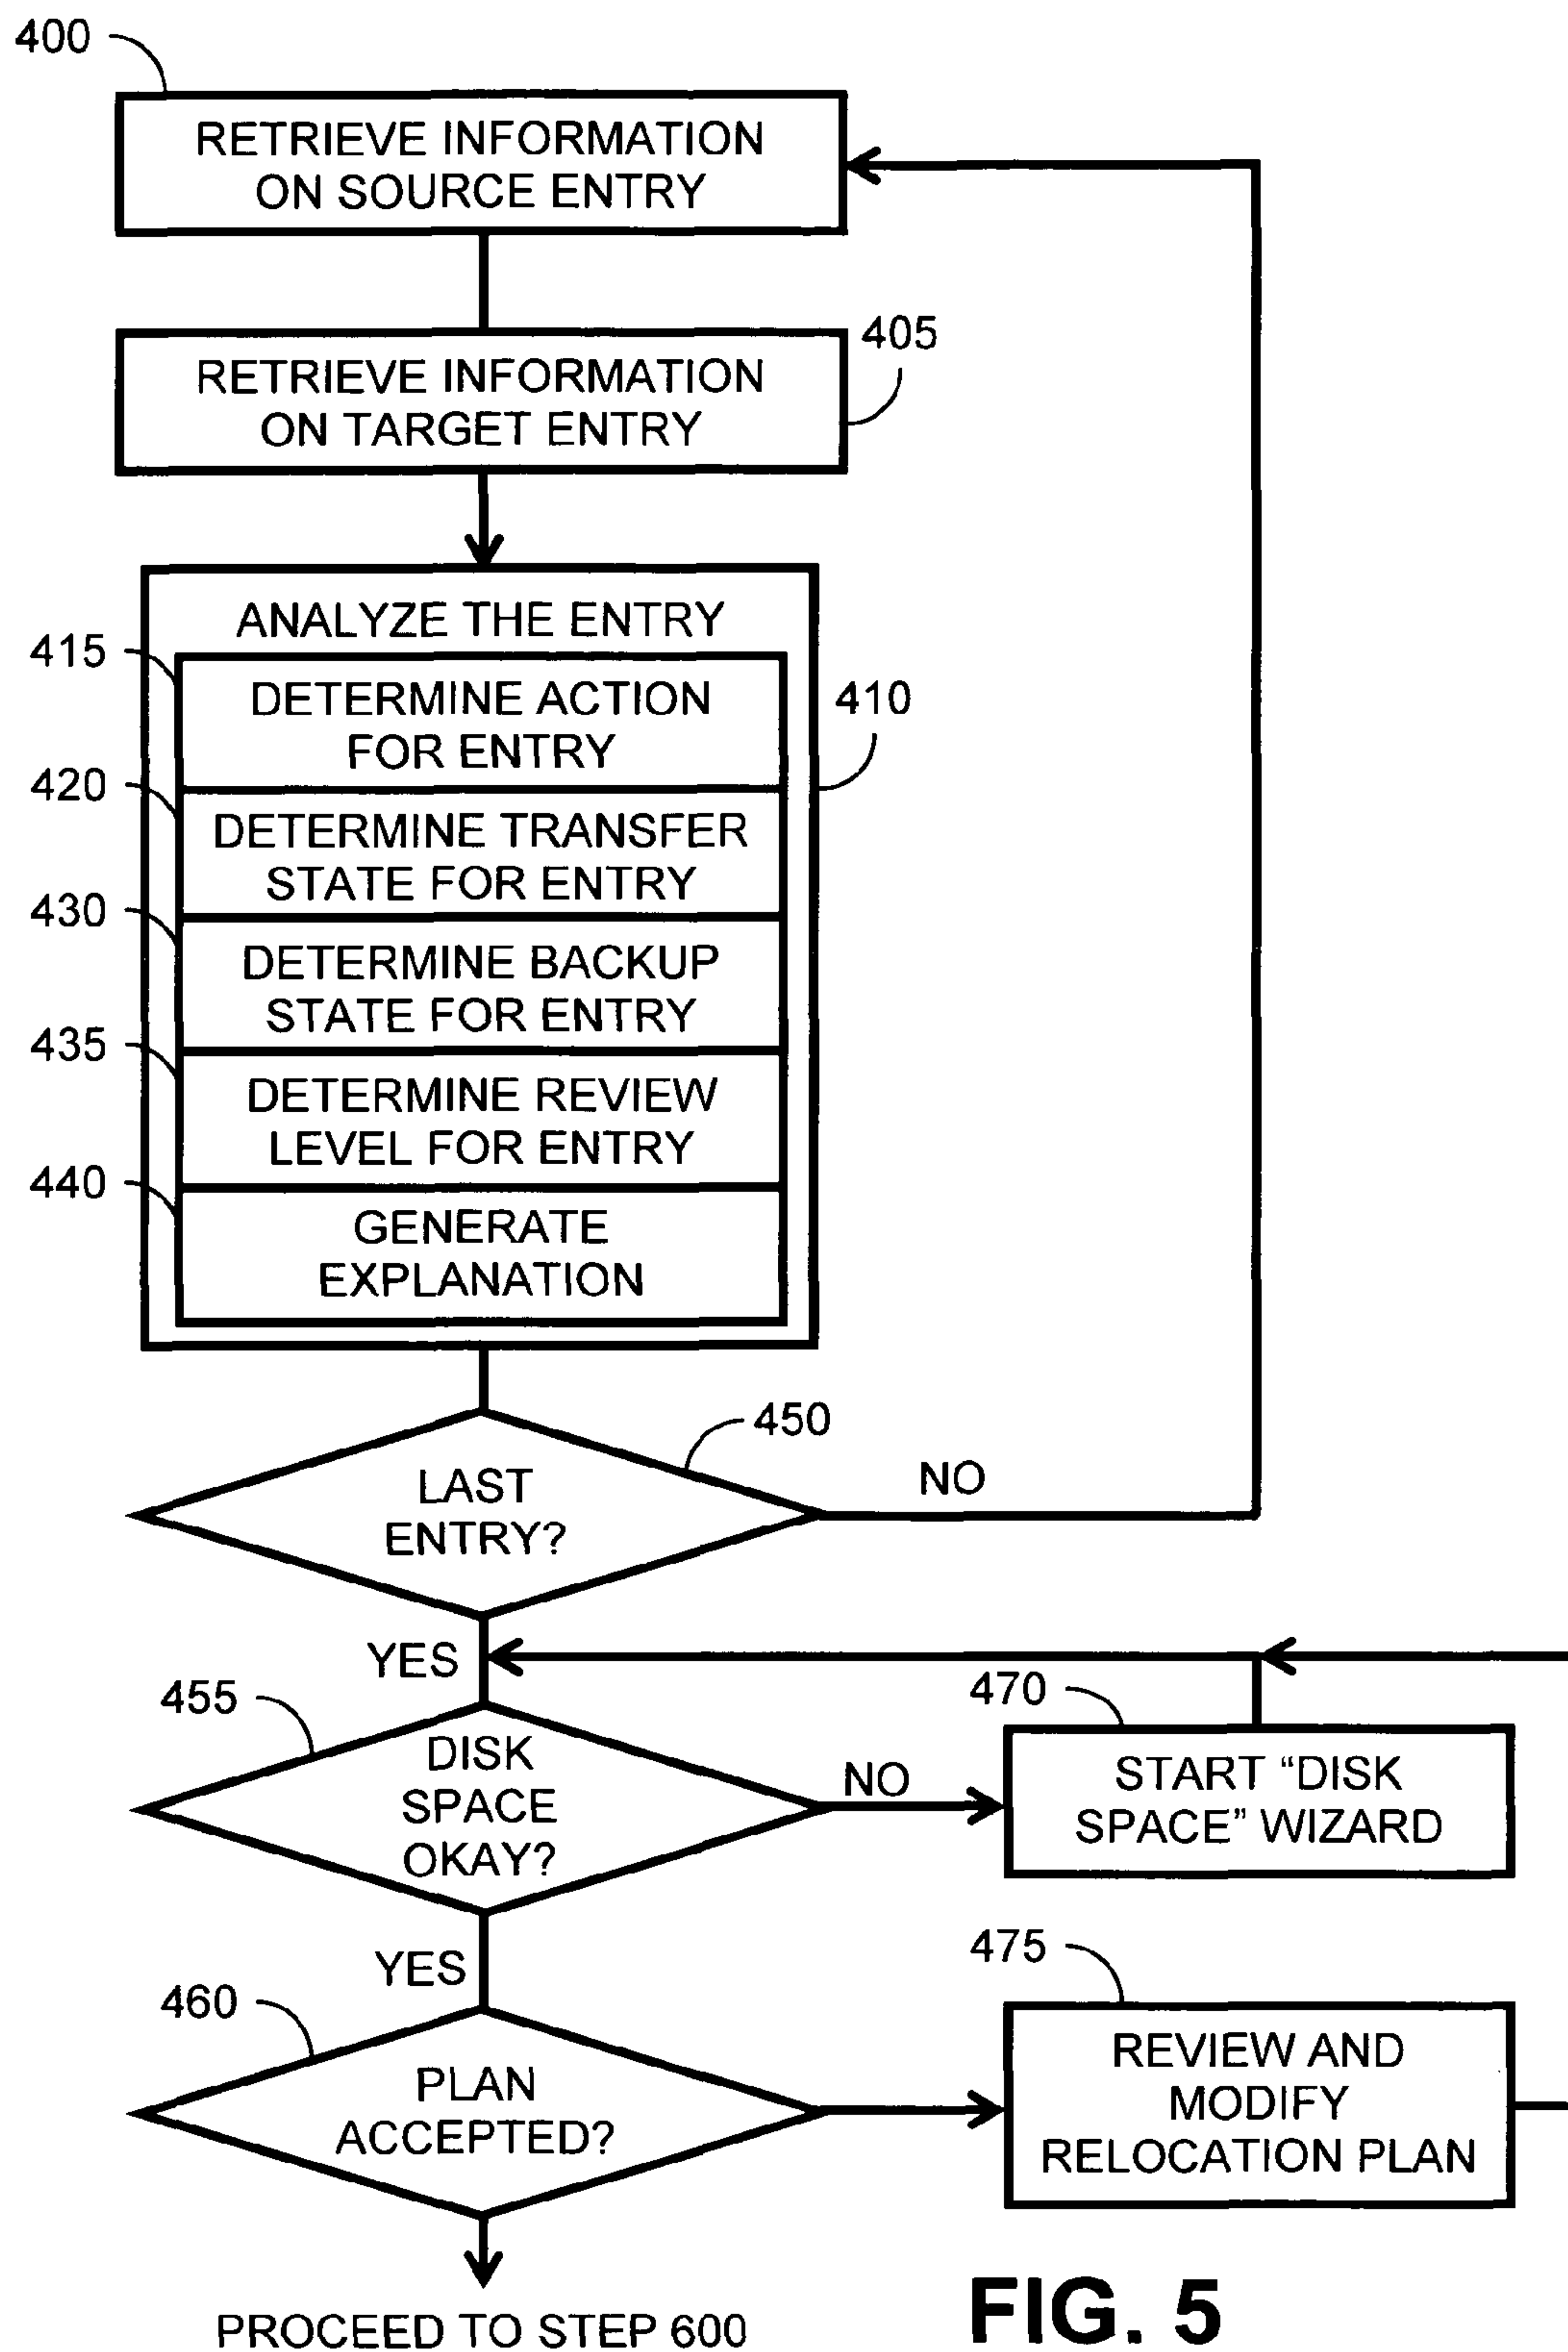 400
RETRIEVE INFORMATION
ON SOURCE ENTRY
405
RETRIEVE INFORMATION
ON TARGET ENTRY
ANALYZE THE ENTRY
415
DETERMINE ACTION
FOR ENTRY
410
420
DETERMINE TRANSFER
STATE FOR ENTRY
430
DETERMINE BACKUP
STATE FOR ENTRY
435
DETERMINE REVIEW
LEVEL FOR ENTRY
440
GENERATE
EXPLANATION
450
LAST
ENTRY?
NO
YES
455
DISK
SPACE
OKAY?
NO
470
START “DISK
SPACE” WIZARD
YES
460
PLAN
ACCEPTED?
475
REVIEW AND
MODIFY
RELOCATION PLAN
PROCEED TO STEP 600
FIG. 5